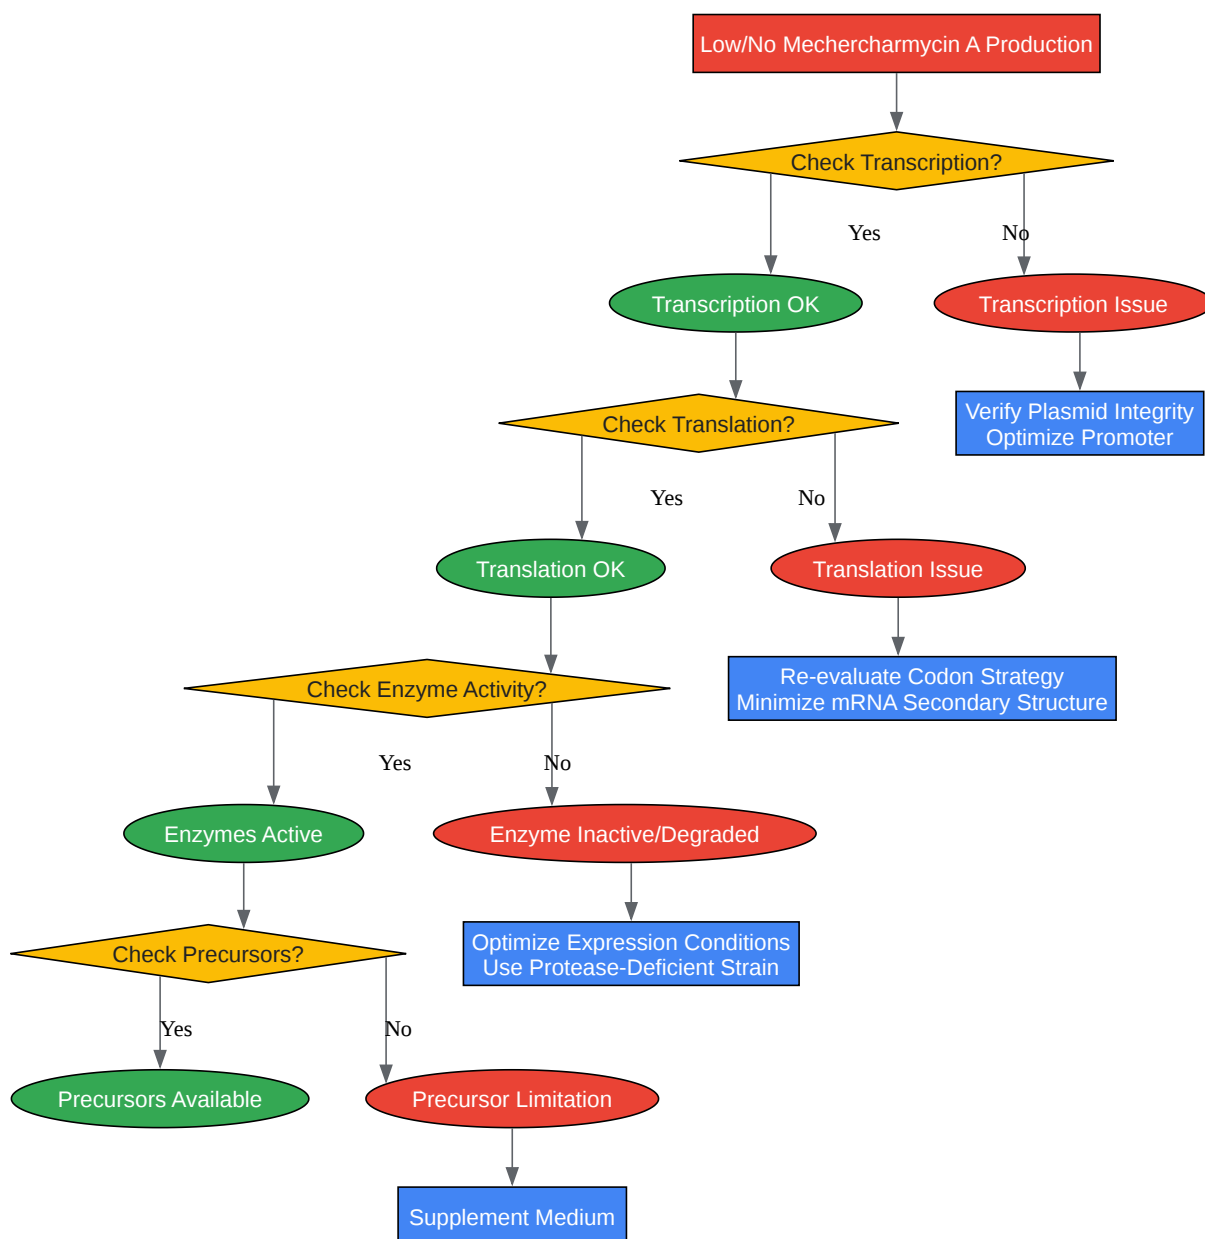 Low/No Mechercharmycin A Production
Check Transcription?
Yes
No
Transcription OK
Transcription Issue
Verify Plasmid Integrity
Optimize Promoter
Check Translation?
Yes
No
Translation OK
Translation Issue
Re-evaluate Codon Strategy
Minimize mRNA Secondary Structure
Check Enzyme Activity?
Yes
No
Enzymes Active
Enzyme Inactive/Degraded
Optimize Expression Conditions
Use Protease-Deficient Strain
Check Precursors?
Yes
No
Precursors Available
Precursor Limitation
Supplement Medium